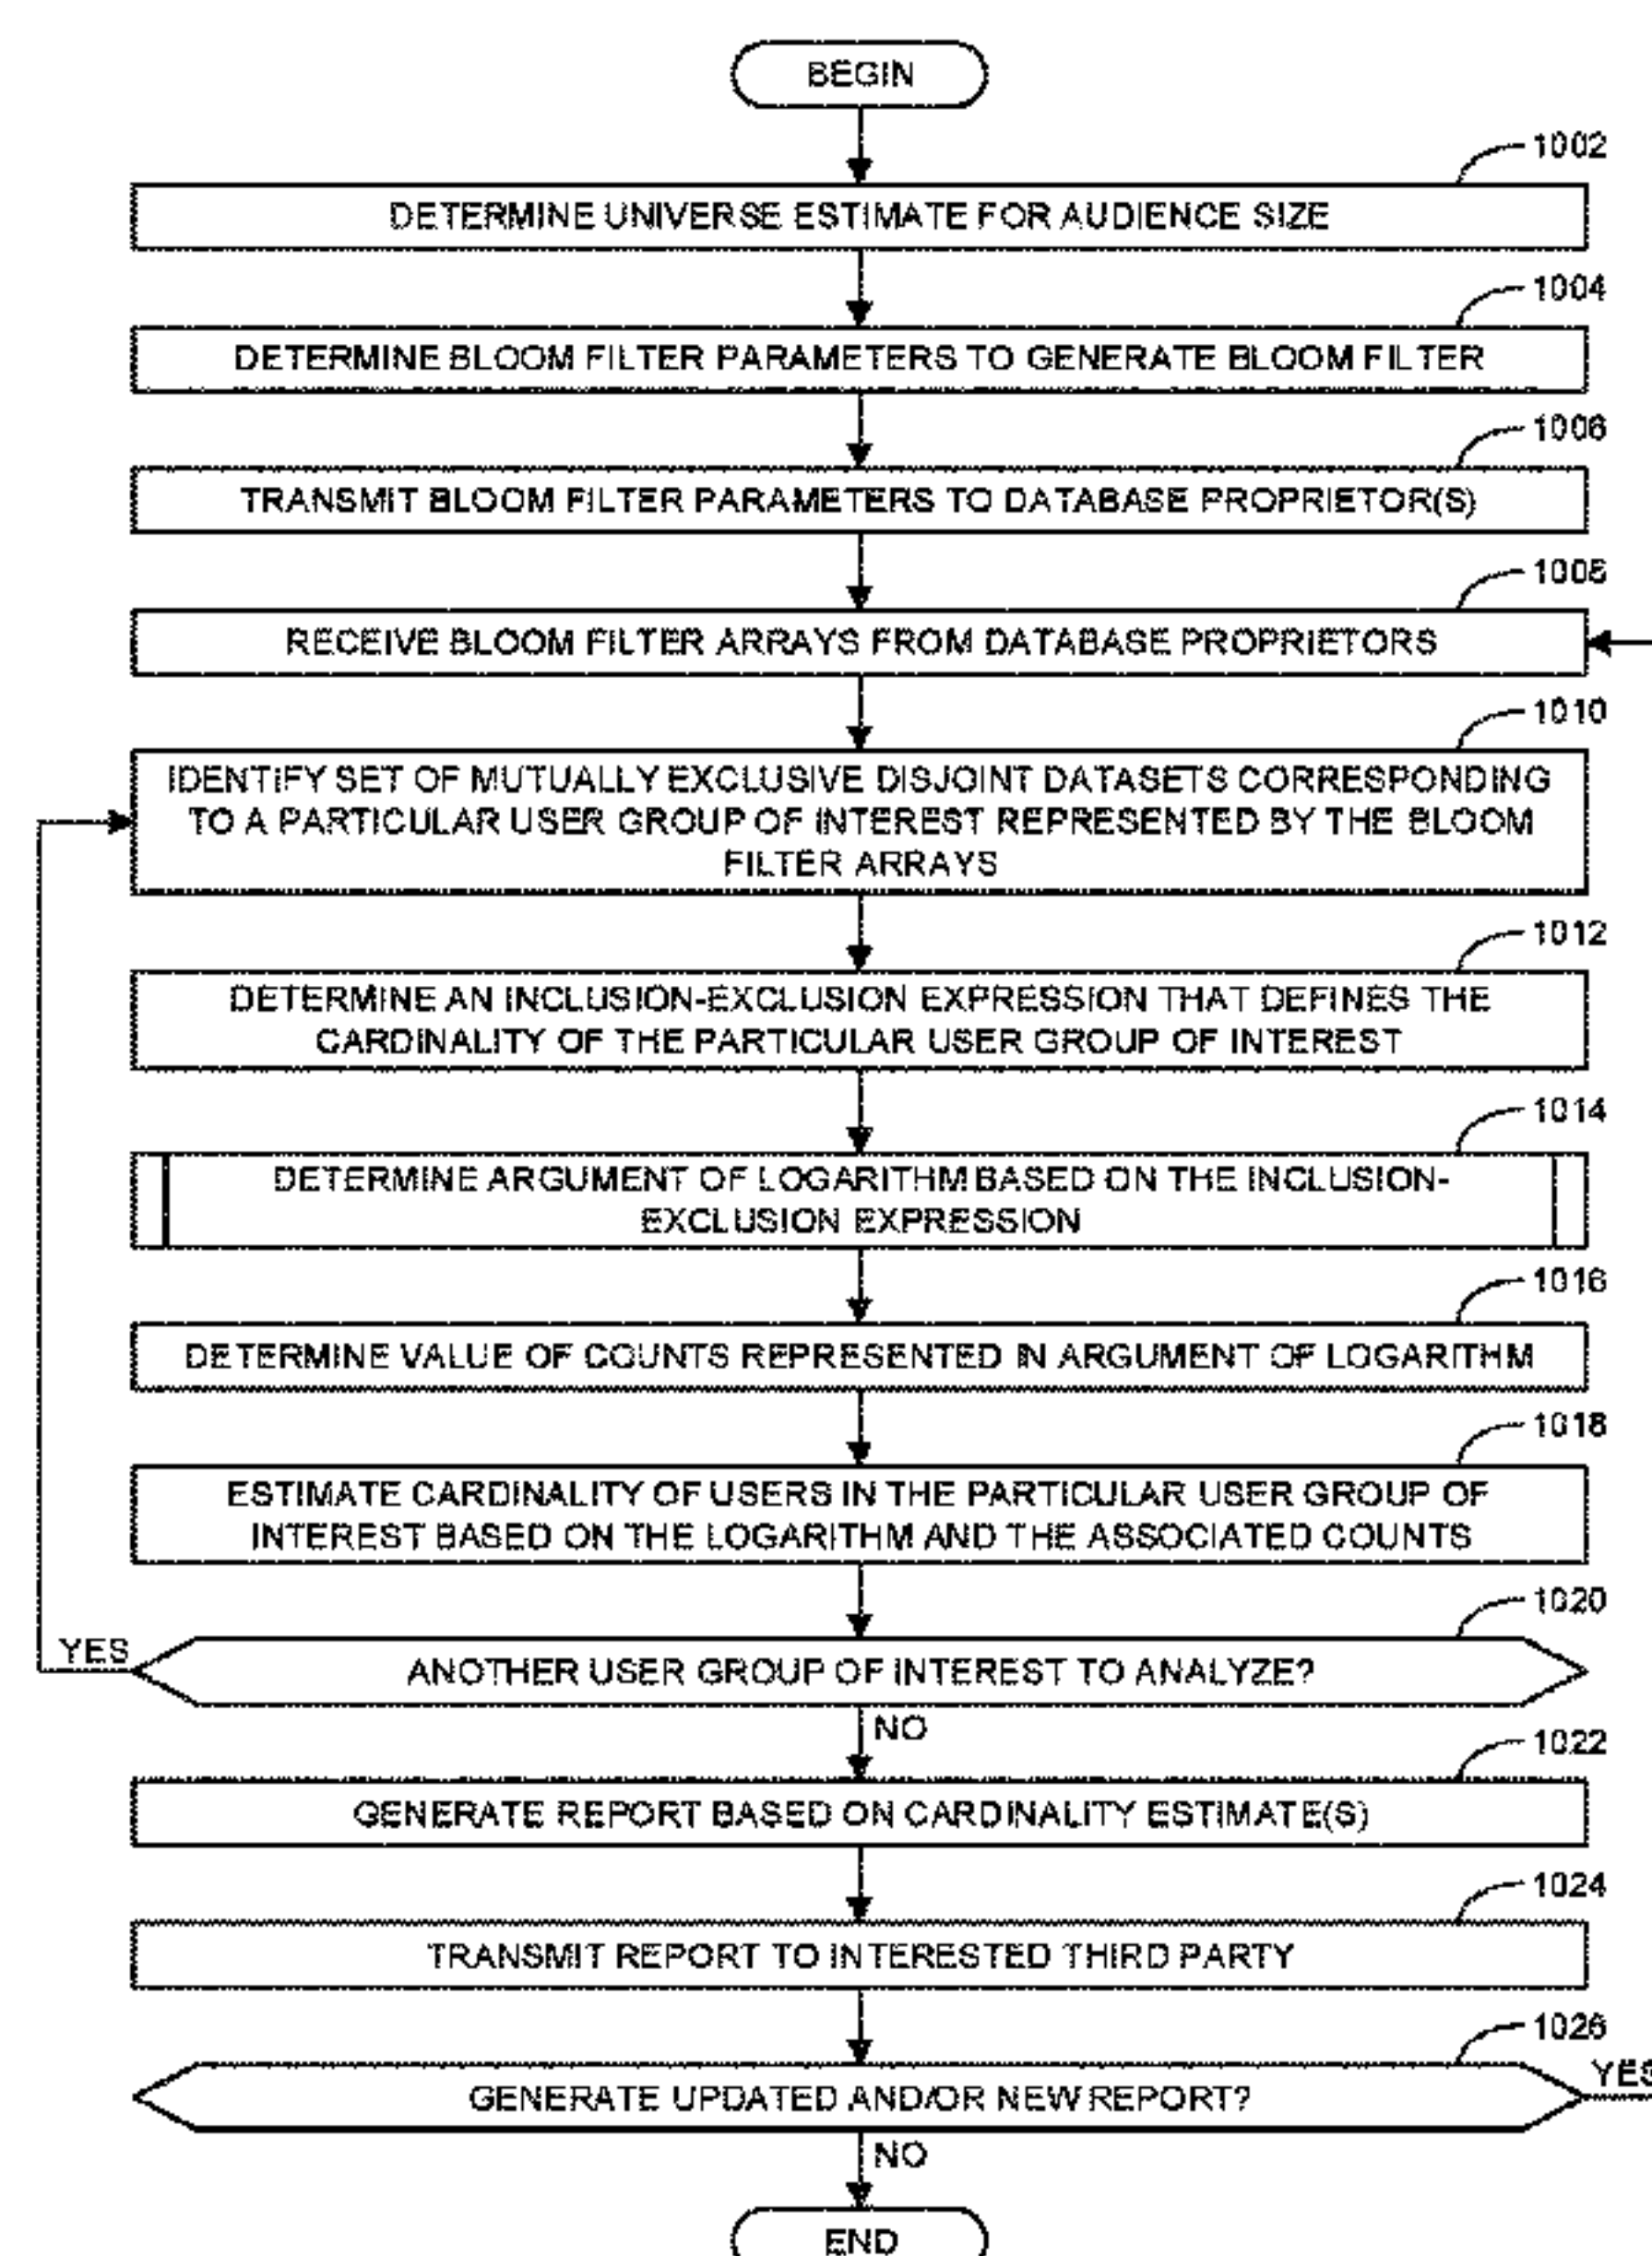 BEGIN
1002
DETERMINE UNIVERSE ESTIMATE FOR AUDIENCE SIZE
1004
DETERMINE BLOOM FILTER PARAMETERS TO GENERATE BLOOM FILTER
1006
TRANSMIT BLOOM FILTER PARAMETERS TO DATABASE PROPRIETOR(S)
1008
RECEIVE BLOOM FILTER ARRAYS FROM DATABASE PROPRIETORS
1010
IDENTIFY SET OF MUTUALLY EXCLUSIVE DISJOINT DATASETS CORRESPONDING
TO A PARTICULAR USER GROUP OF INTEREST REPRESENTED BY THE BLOOM
FILTER ARRAYS
1012
DETERMINE AN INCLUSION-EXCLUSION EXPRESSION THAT DEFINES THE
CARDINALITY OF THE PARTICULAR USER GROUP OF INTEREST
1014
DETERMINE ARGUMENT OF LOGARITHM BASED ON THE INCLUSION-
EXCLUSION EXPRESSION
1016
DETERMINE VALUE OF COUNTS REPRESENTED IN ARGUMENT OF LOGARITHM
1018
ESTIMATE CARDINALITY OF USERS IN THE PARTICULAR USER GROUP OF
INTEREST BASED ON THE LOGARITHM AND THE ASSOCIATED COUNTS
1020
YES
ANOTHER USER GROUP OF INTEREST TO ANALYZE?
NO
1022
GENERATE REPORT BASED ON CARDINALITY ESTIMATE(S)
1024
TRANSMIT REPORT TO INTERESTED THIRD PARTY
1026
GENERATE UPDATED AND/OR NEW REPORT?
YES
NO
END